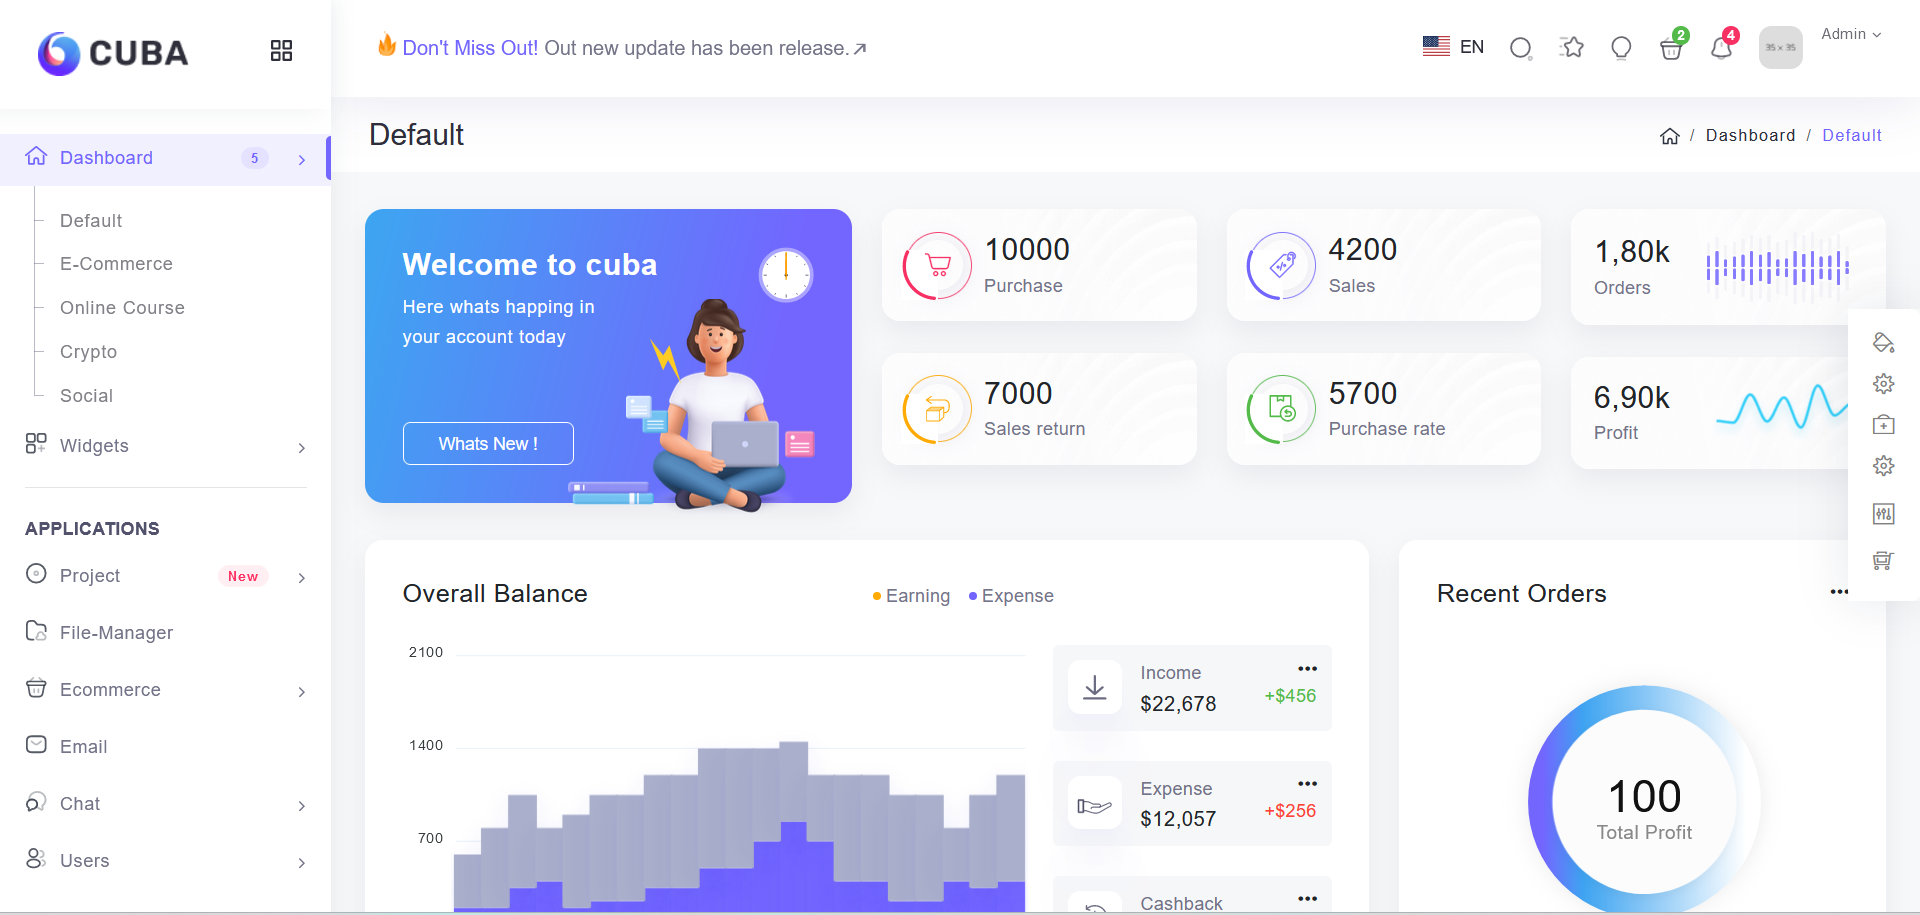 CUBA
Don't Miss Out! Out new update has been release.
EN
2
4
35 × 35
Admin
Dashboard
5
Default
E-Commerce
Online Course
Crypto
Social
Widgets
APPLICATIONS
Project
New
File-Manager
Ecommerce
Email
Chat
Users
Default
/ Dashboard / Default
Welcome to cuba
Here whats happing in
your account today
Whats New !
10000
Purchase
4200
Sales
1,80k
Orders
7000
Sales return
5700
Purchase rate
6,90k
Profit
Overall Balance
Earning
Expense
2100
1400
700
Income
$22,678
+$456
Expense
$12,057
+$256
Cashback
Recent Orders
100
Total Profit